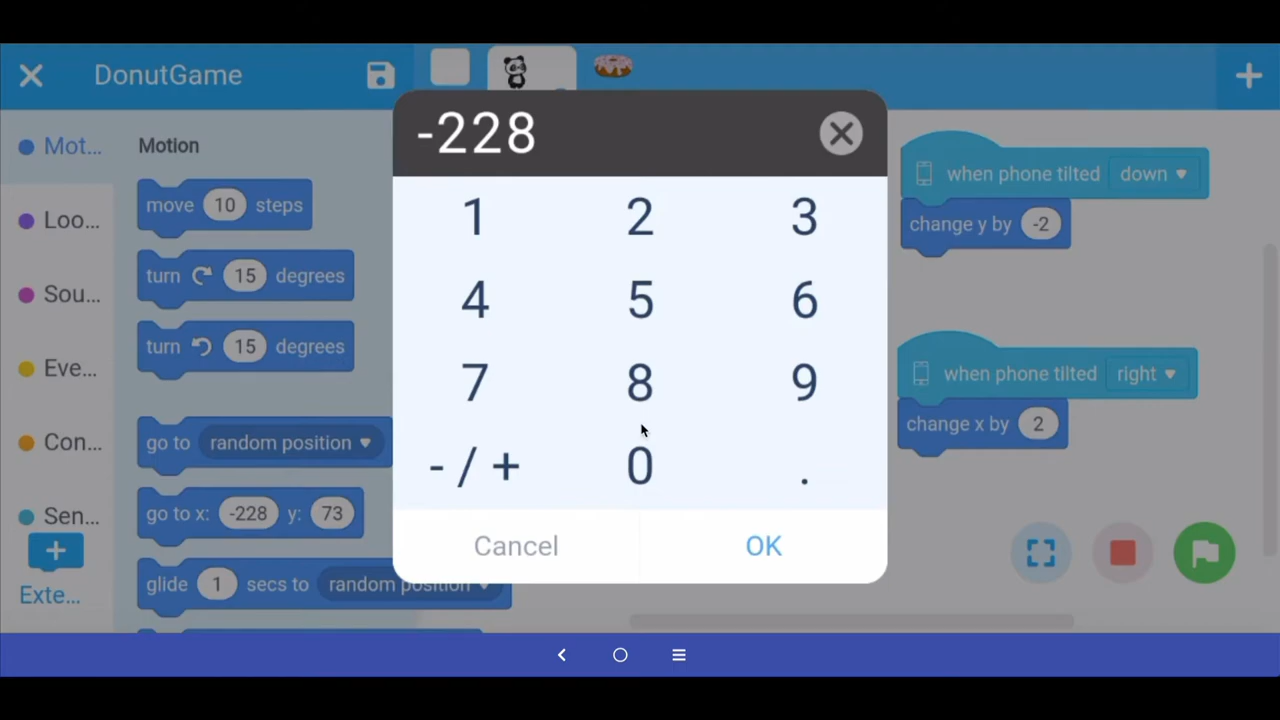 DonutGame
-228
Mot...
Motion
1 2 3
when phone tilted down
move 10 steps
Loo...
change y by -2
turn 15 degrees
4 5 6
Sou...
turn 15 degrees
Eve...
7 8 9
when phone tilted right
change x by 2
Con...
go to random position
- / + 0 .
Sen...
go to x: -228 y: 73
Cancel OK
glide 1 secs to random position
Exte...